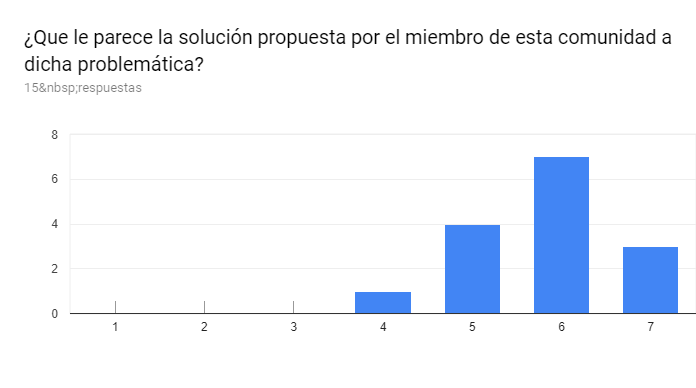 ¿Que le parece la solución propuesta por el miembro de esta comunidad a
dicha problemática?
15&nbsp;respuestas
8
6
4
2
0
1 2 3 4 5 6 7